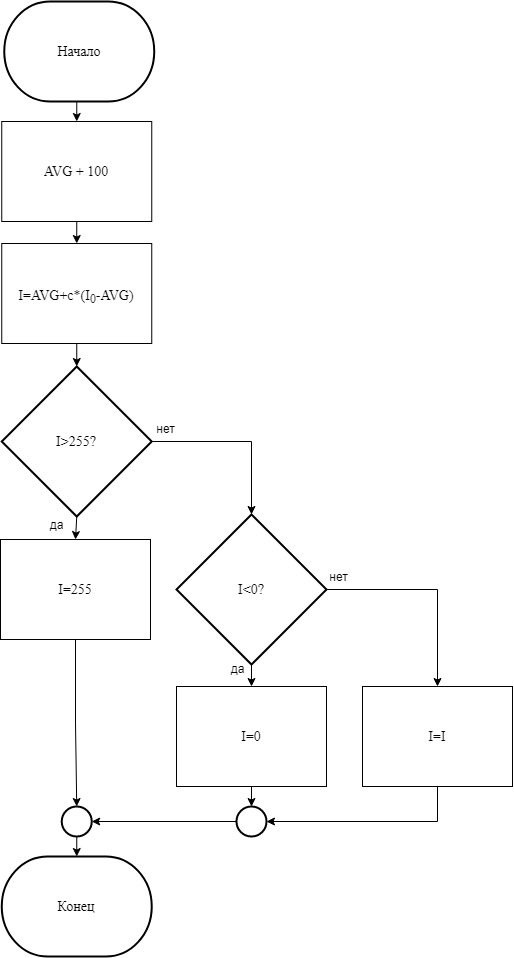 Начало
AVG + 100
I=AVG+c*(I₀-AVG)
I>255?
нет
да
I=255
I<0?
нет
да
I=0
I=I
Конец